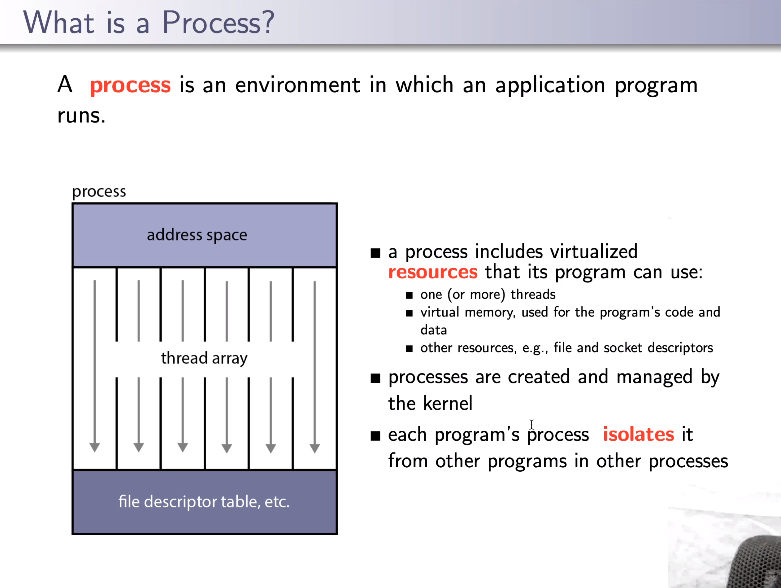 What is a Process?
A process is an environment in which an application program
runs.
process
address space
thread array
file descriptor table, etc.
a process includes virtualized
resources that its program can use:
one (or more) threads
virtual memory, used for the program's code and
data
other resources, e.g., file and socket descriptors
processes are created and managed by
the kernel
each program's process isolates it
from other programs in other processes